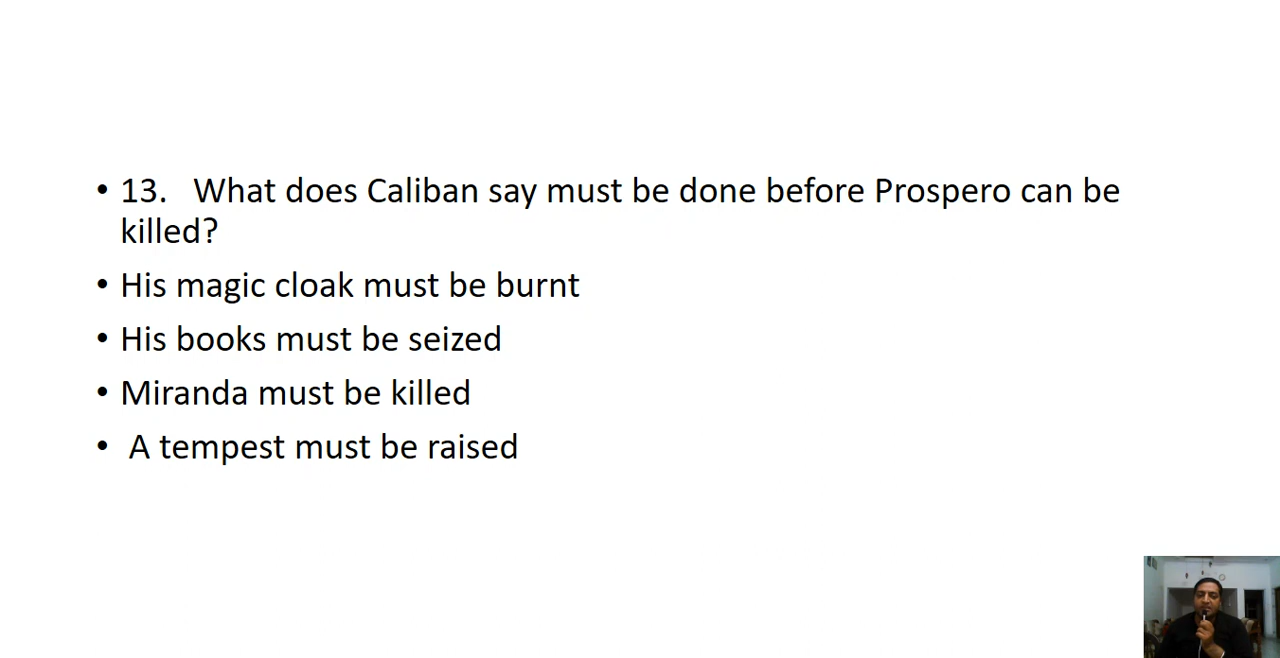 • 13. What does Caliban say must be done before Prospero can be
killed?
• His magic cloak must be burnt
• His books must be seized
• Miranda must be killed
• A tempest must be raised